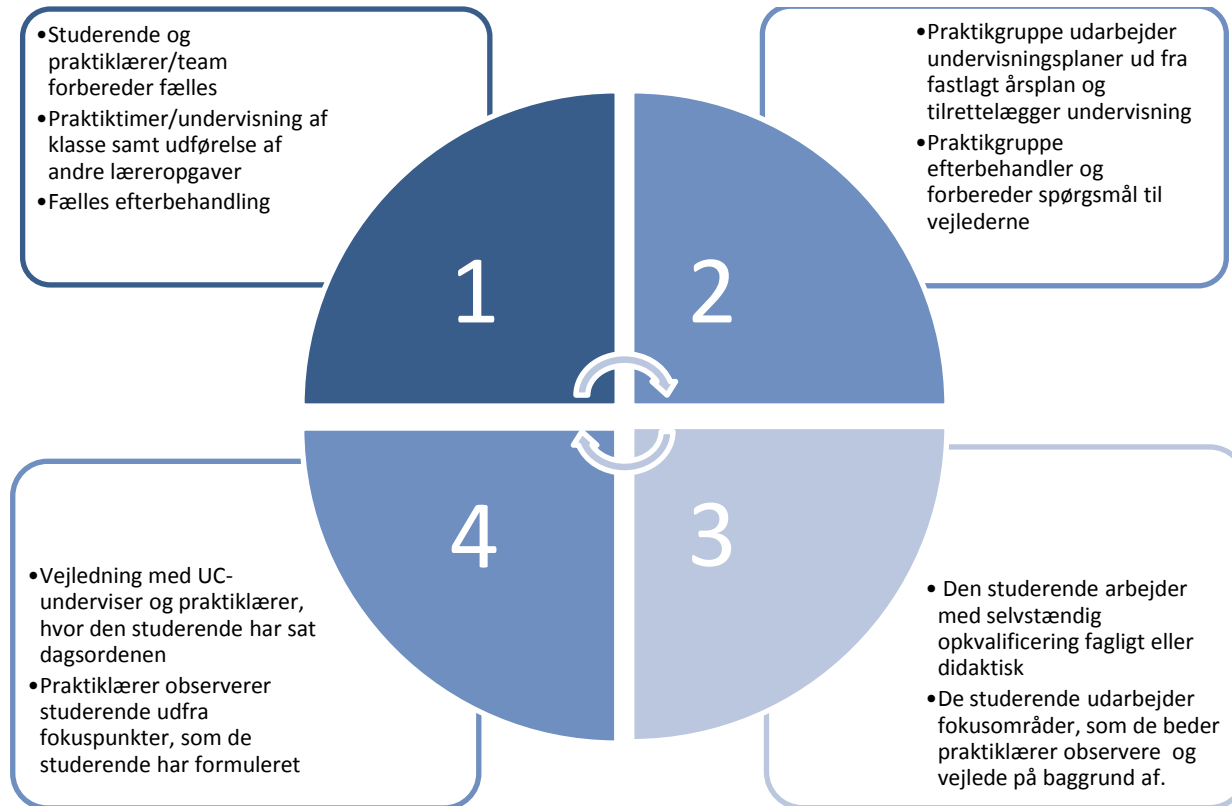 •Studerende og
praktiklærer/team
forbereder fælles
•Praktiktimer/undervisning af
klasse samt udførelse af
andre læreropgaver
•Fælles efterbehandling
1
•Praktikgruppe udarbejder
undervisningsplaner ud fra
fastlagt årsplan og
tilrettelægger undervisning
•Praktikgruppe
efterbehandler og
forbereder spørgsmål til
vejlederne
2
• Den studerende arbejder
med selvstændig
opkvalificering fagligt eller
didaktisk
•De studerende udarbejder
fokusområder, som de beder
praktiklærer observere og
vejlede på baggrund af.
3
•Vejledning med UC-
underviser og praktiklærer,
hvor den studerende har sat
dagsordenen
•Praktiklærer observerer
studerende udfra
fokuspunkter, som de
studerende har formuleret
4